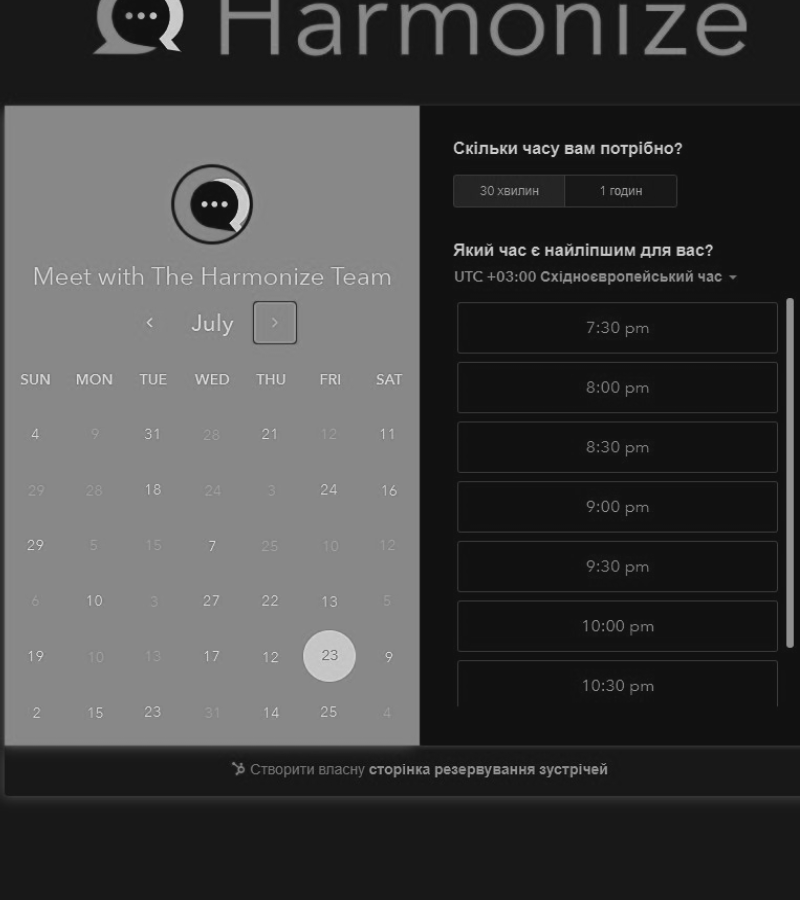 Harmonize
Meet with The Harmonize Team
July
SUN MON TUE WED THU FRI SAT
4 9 31 28 21 12 11
29 28 18 24 3 24 16
29 5 15 7 25 10 12
6 10 3 27 22 13 5
19 10 13 17 12 23 9
2 15 23 31 14 25 4
Скільки часу вам потрібно?
30 хвилин 1 годин
Який час є найліпшим для вас?
UTC +03:00 Східноєвропейський час
7:30 pm
8:00 pm
8:30 pm
9:00 pm
9:30 pm
10:00 pm
10:30 pm
Створити власну сторінка резервування зустрічей